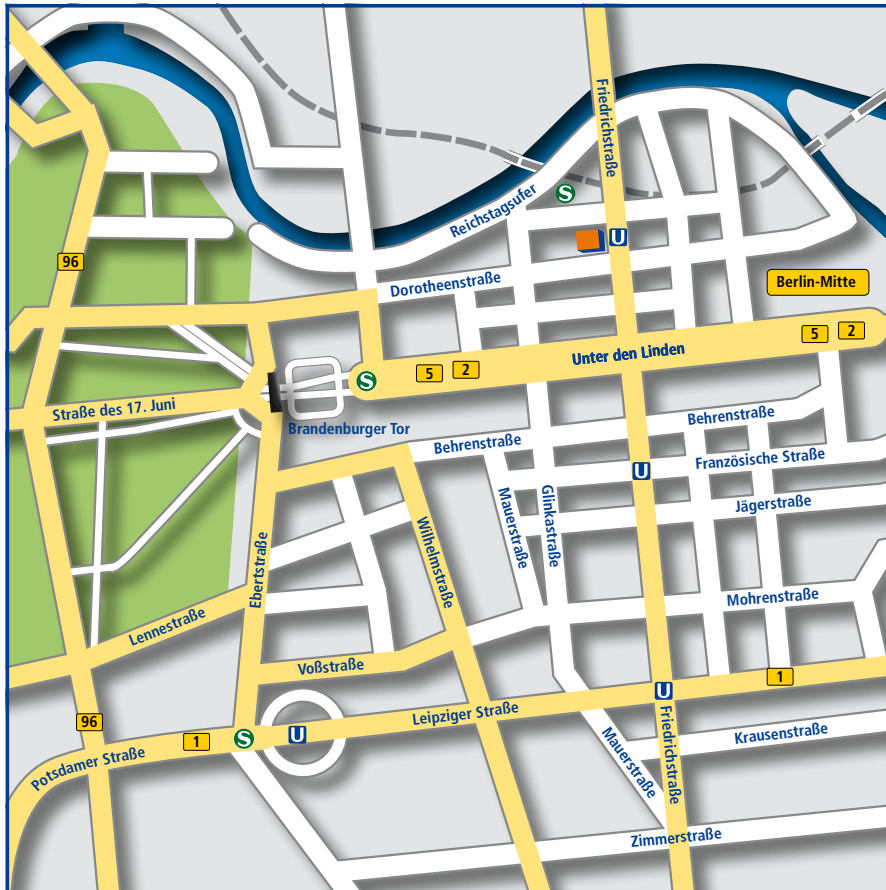 Friedrichstraße
S
Reichstagsufer
U
96
Dorotheenstraße
Berlin-Mitte
5
2
Unter den Linden
5
2
S
Straße des 17. Juni
Brandenburger Tor
Behrenstraße
Behrenstraße
Französische Straße
U
Mauerstraße
Glinkastraße
Jägerstraße
Wilhelmstraße
Ebertstraße
Mohrenstraße
Lennestraße
Voßstraße
1
U
96
Leipziger Straße
Friedrichstraße
1
S
U
Krausenstraße
Mauerstraße
Potsdamer Straße
Zimmerstraße